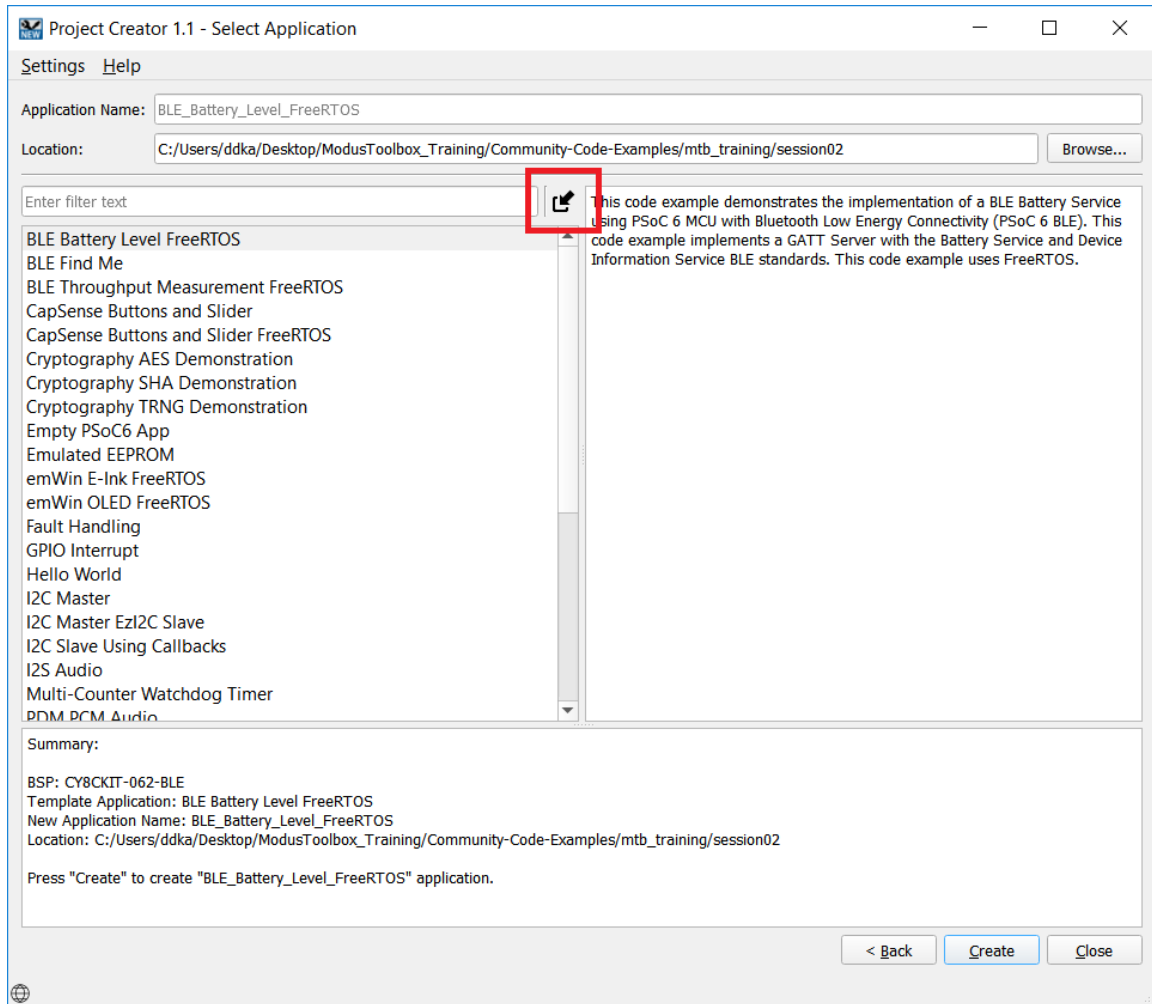 NEW Project Creator 1.1 - Select Application
Settings Help
Application Name: BLE_Battery_Level_FreeRTOS
Location: C:/Users/ddka/Desktop/ModusToolbox_Training/Community-Code-Examples/mtb_training/session02 Browse...
Enter filter text
BLE Battery Level FreeRTOS
BLE Find Me
BLE Throughput Measurement FreeRTOS
CapSense Buttons and Slider
CapSense Buttons and Slider FreeRTOS
Cryptography AES Demonstration
Cryptography SHA Demonstration
Cryptography TRNG Demonstration
Empty PSoC6 App
Emulated EEPROM
emWin E-Ink FreeRTOS
emWin OLED FreeRTOS
Fault Handling
GPIO Interrupt
Hello World
I2C Master
I2C Master EzI2C Slave
I2C Slave Using Callbacks
I2S Audio
Multi-Counter Watchdog Timer
PDM PCM Audio
This code example demonstrates the implementation of a BLE Battery Service
using PSoC 6 MCU with Bluetooth Low Energy Connectivity (PSoC 6 BLE). This
code example implements a GATT Server with the Battery Service and Device
Information Service BLE standards. This code example uses FreeRTOS.
Summary:
BSP: CY8CKIT-062-BLE
Template Application: BLE Battery Level FreeRTOS
New Application Name: BLE_Battery_Level_FreeRTOS
Location: C:/Users/ddka/Desktop/ModusToolbox_Training/Community-Code-Examples/mtb_training/session02
Press "Create" to create "BLE_Battery_Level_FreeRTOS" application.
< Back Create Close